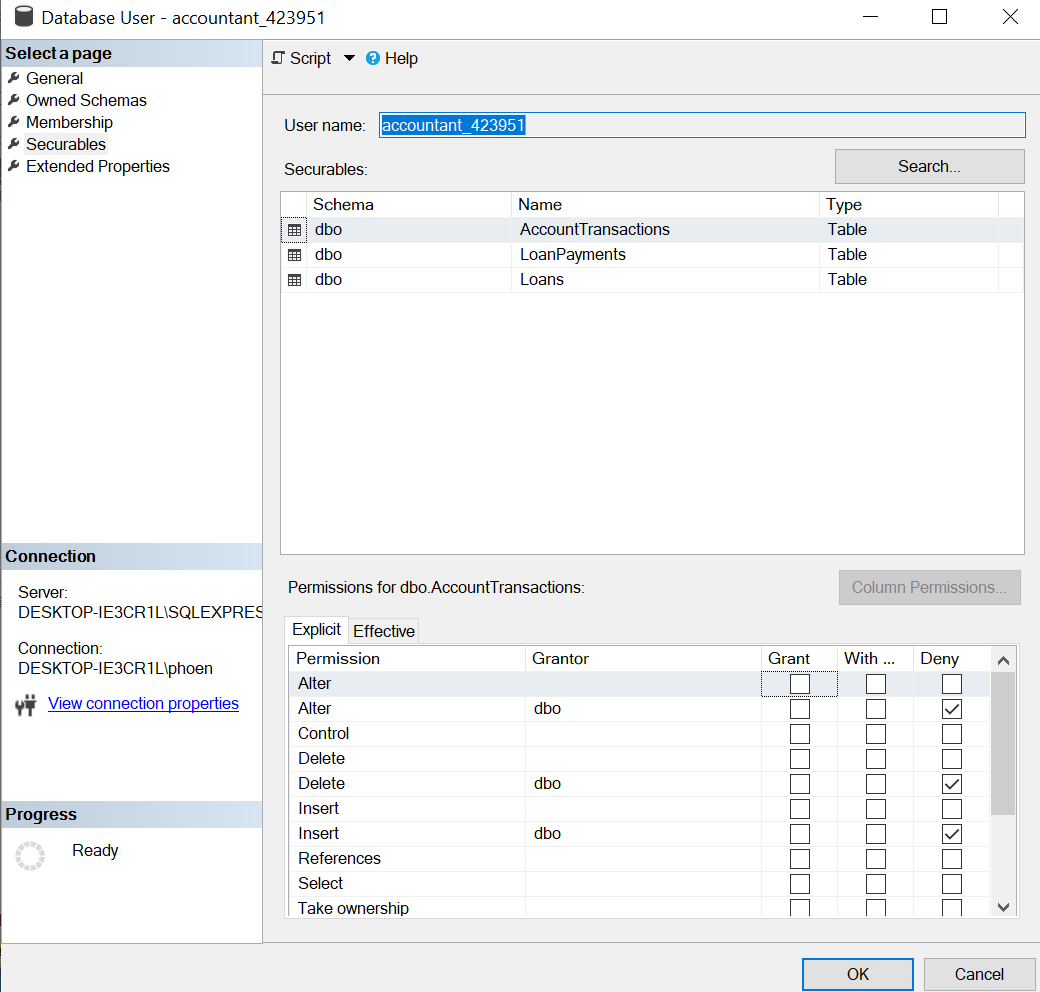 Database User - accountant_423951
Select a page
General
Owned Schemas
Membership
Securables
Extended Properties
Script
Help
User name: accountant_423951
Securables:
Search...
Schema Name Type
dbo AccountTransactions Table
dbo LoanPayments Table
dbo Loans Table
Connection
Server:
DESKTOP-IE3CR1L\SQLEXPRES
Connection:
DESKTOP-IE3CR1L\phoen
View connection properties
Progress
Ready
Permissions for dbo.AccountTransactions:
Column Permissions...
Explicit Effective
Permission Grantor Grant With ... Deny
Alter
Alter dbo
Control
Delete
Delete dbo
Insert
Insert dbo
References
Select
Take ownership
OK
Cancel